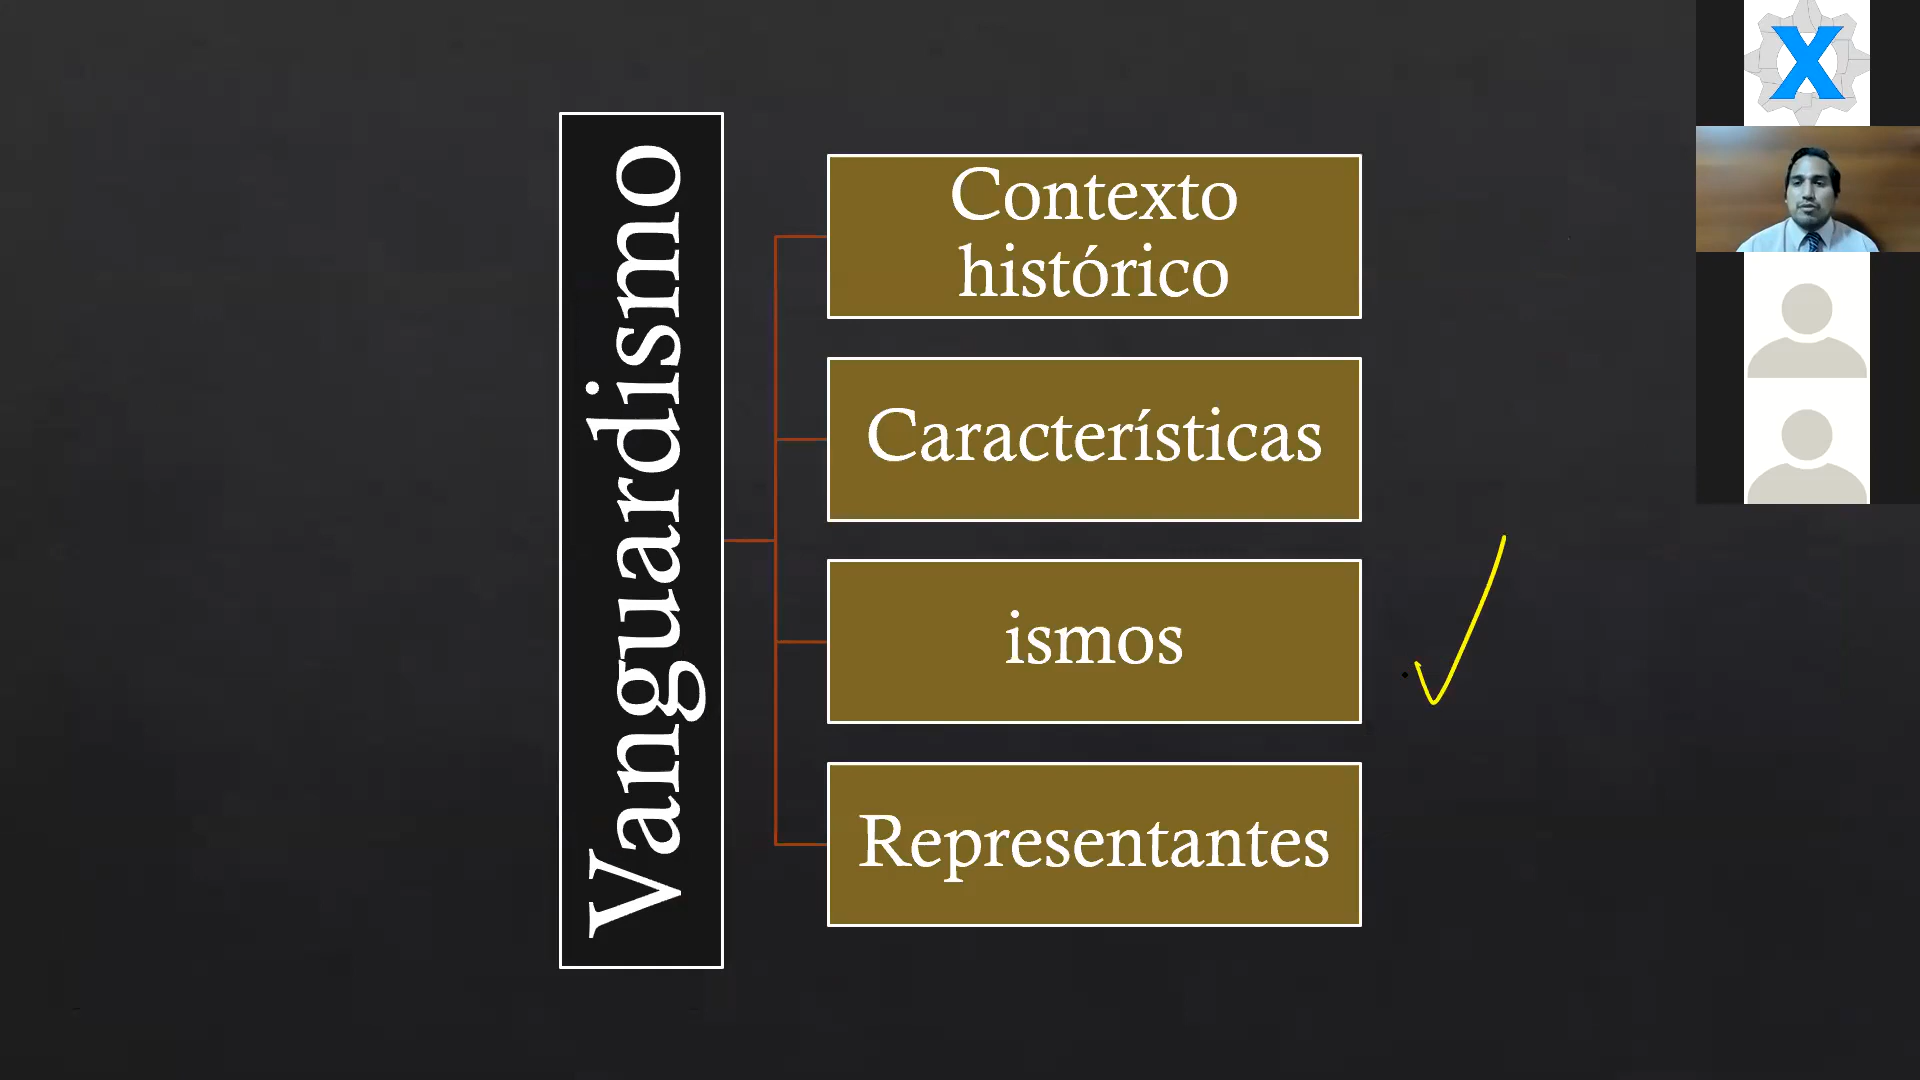 Vanguardismo
Contexto
histórico
Características
ismos
Representantes
X